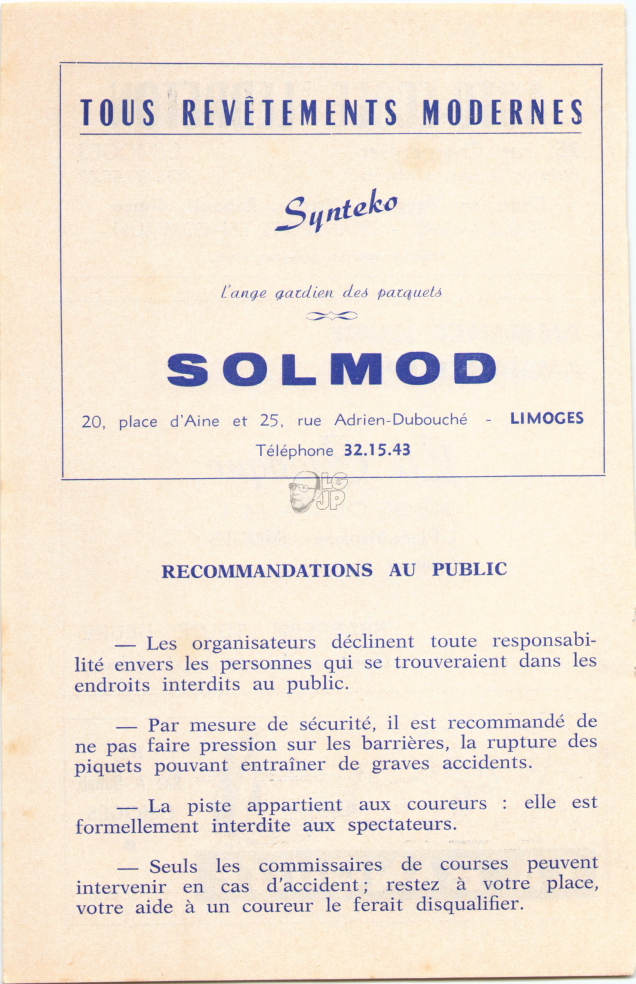 TOUS REVÊTEMENTS MODERNES
Synteko
l'ange gardien des parquets
SOLMOD
20, place d'Aine et 25, rue Adrien-Dubouché - LIMOGES
Téléphone 32.15.43
LG
JP
RECOMMANDATIONS AU PUBLIC
— Les organisateurs déclinent toute responsabi-
lité envers les personnes qui se trouveraient dans les
endroits interdits au public.
— Par mesure de sécurité, il est recommandé de
ne pas faire pression sur les barrières, la rupture des
piquets pouvant entraîner de graves accidents.
— La piste appartient aux coureurs : elle est
formellement interdite aux spectateurs.
— Seuls les commissaires de courses peuvent
intervenir en cas d'accident ; restez à votre place,
votre aide à un coureur le ferait disqualifier.